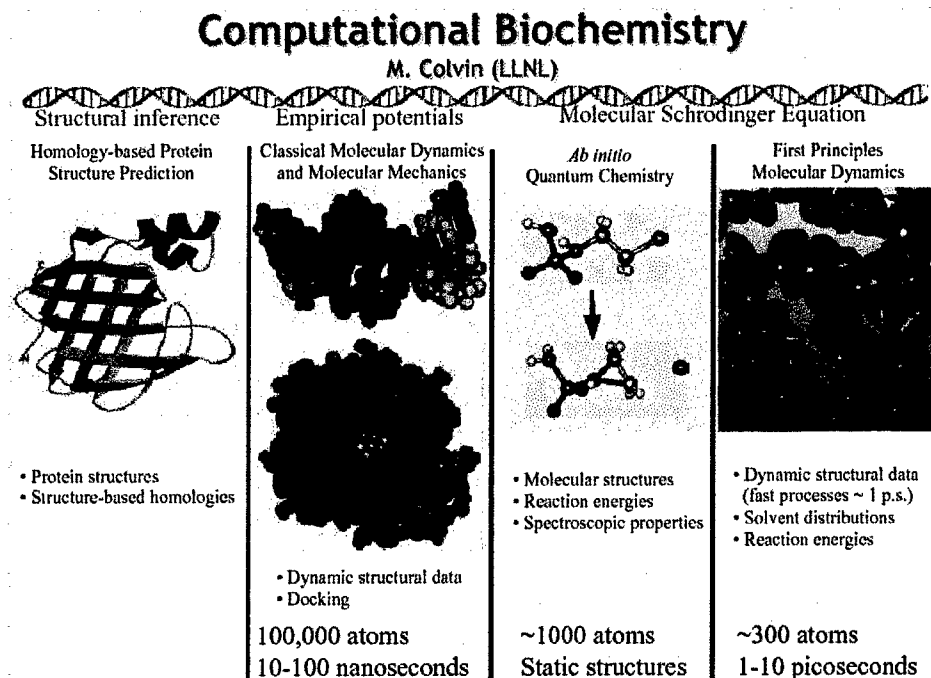 Computational Biochemistry
M. Colvin (LLNL)
Structural inference
Homology-based Protein
Structure Prediction
• Protein structures
• Structure-based homologies
Empirical potentials
Classical Molecular Dynamics
and Molecular Mechanics
• Dynamic structural data
• Docking
100,000 atoms
10-100 nanoseconds
Molecular Schrodinger Equation
Ab initio
Quantum Chemistry
• Molecular structures
• Reaction energies
• Spectroscopic properties
~1000 atoms
Static structures
First Principles
Molecular Dynamics
• Dynamic structural data
(fast processes ~ 1 p.s.)
• Solvent distributions
• Reaction energies
~300 atoms
1-10 picoseconds